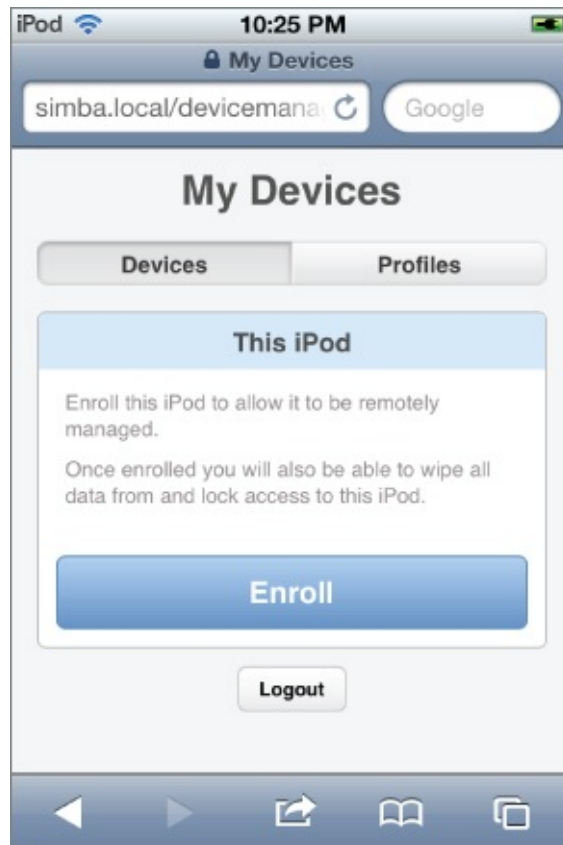 iPod 10:25 PM
My Devices
simba.local/devicemana
Google
My Devices
Devices Profiles
This iPod
Enroll this iPod to allow it to be remotely
managed.
Once enrolled you will also be able to wipe all
data from and lock access to this iPod.
Enroll
Logout